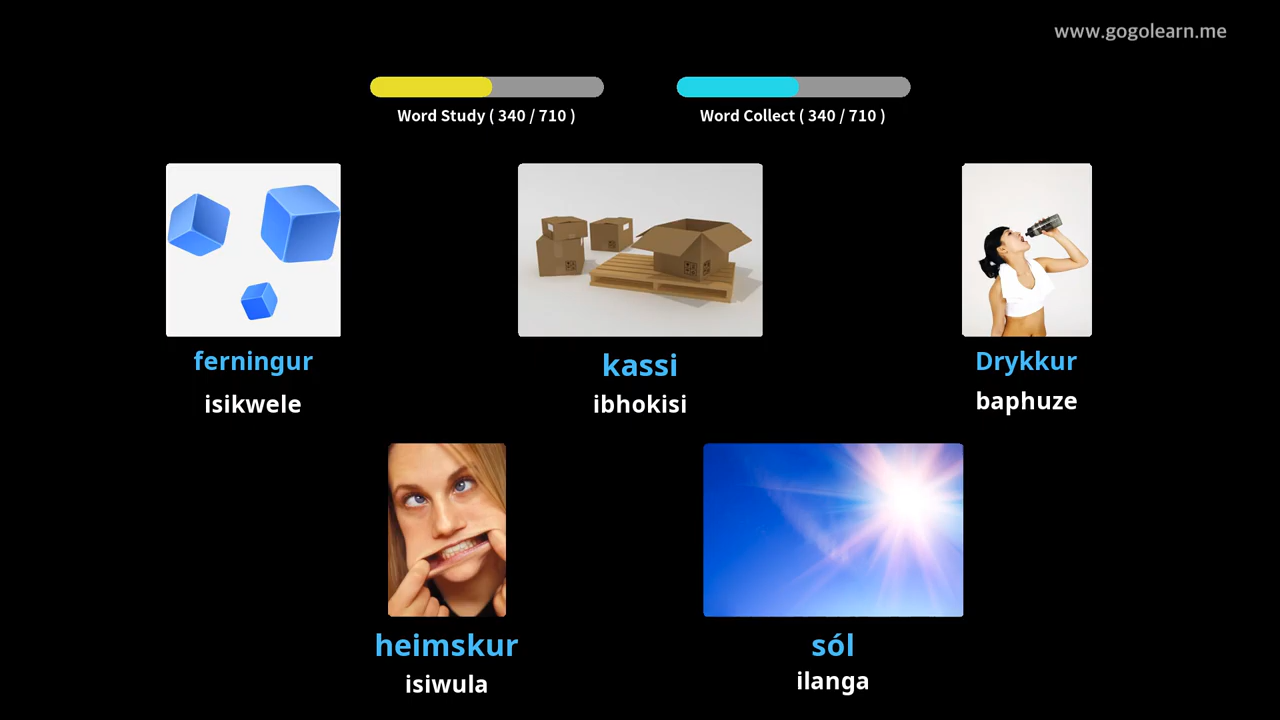 www.gogolearn.me
Word Study ( 340 / 710 )
Word Collect ( 340 / 710 )
ferningur
isikwele
kassi
ibhokisi
Drykkur
baphuze
heimskur
isiwula
sól
ilanga